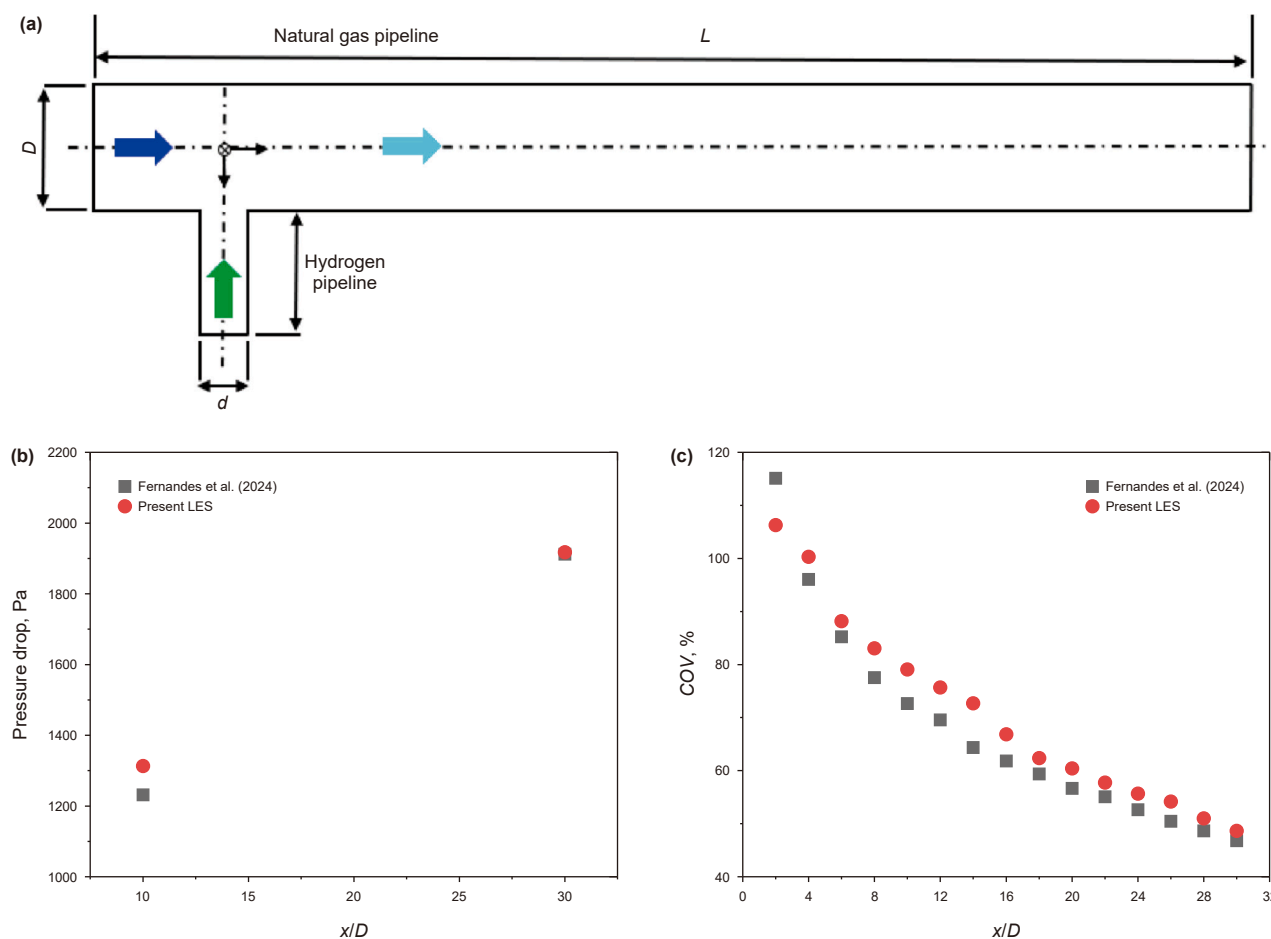 (a)
Natural gas pipeline
L
D
Hydrogen
pipeline
d
(b)
2200
2000
1800
1600
1400
1200
1000
Pressure drop, Pa
Fernandes et al. (2024)
Present LES
10
15
20
25
30
x/D
(c)
120
100
80
60
40
COV, %
Fernandes et al. (2024)
Present LES
0
4
8
12
16
20
24
28
32
x/D